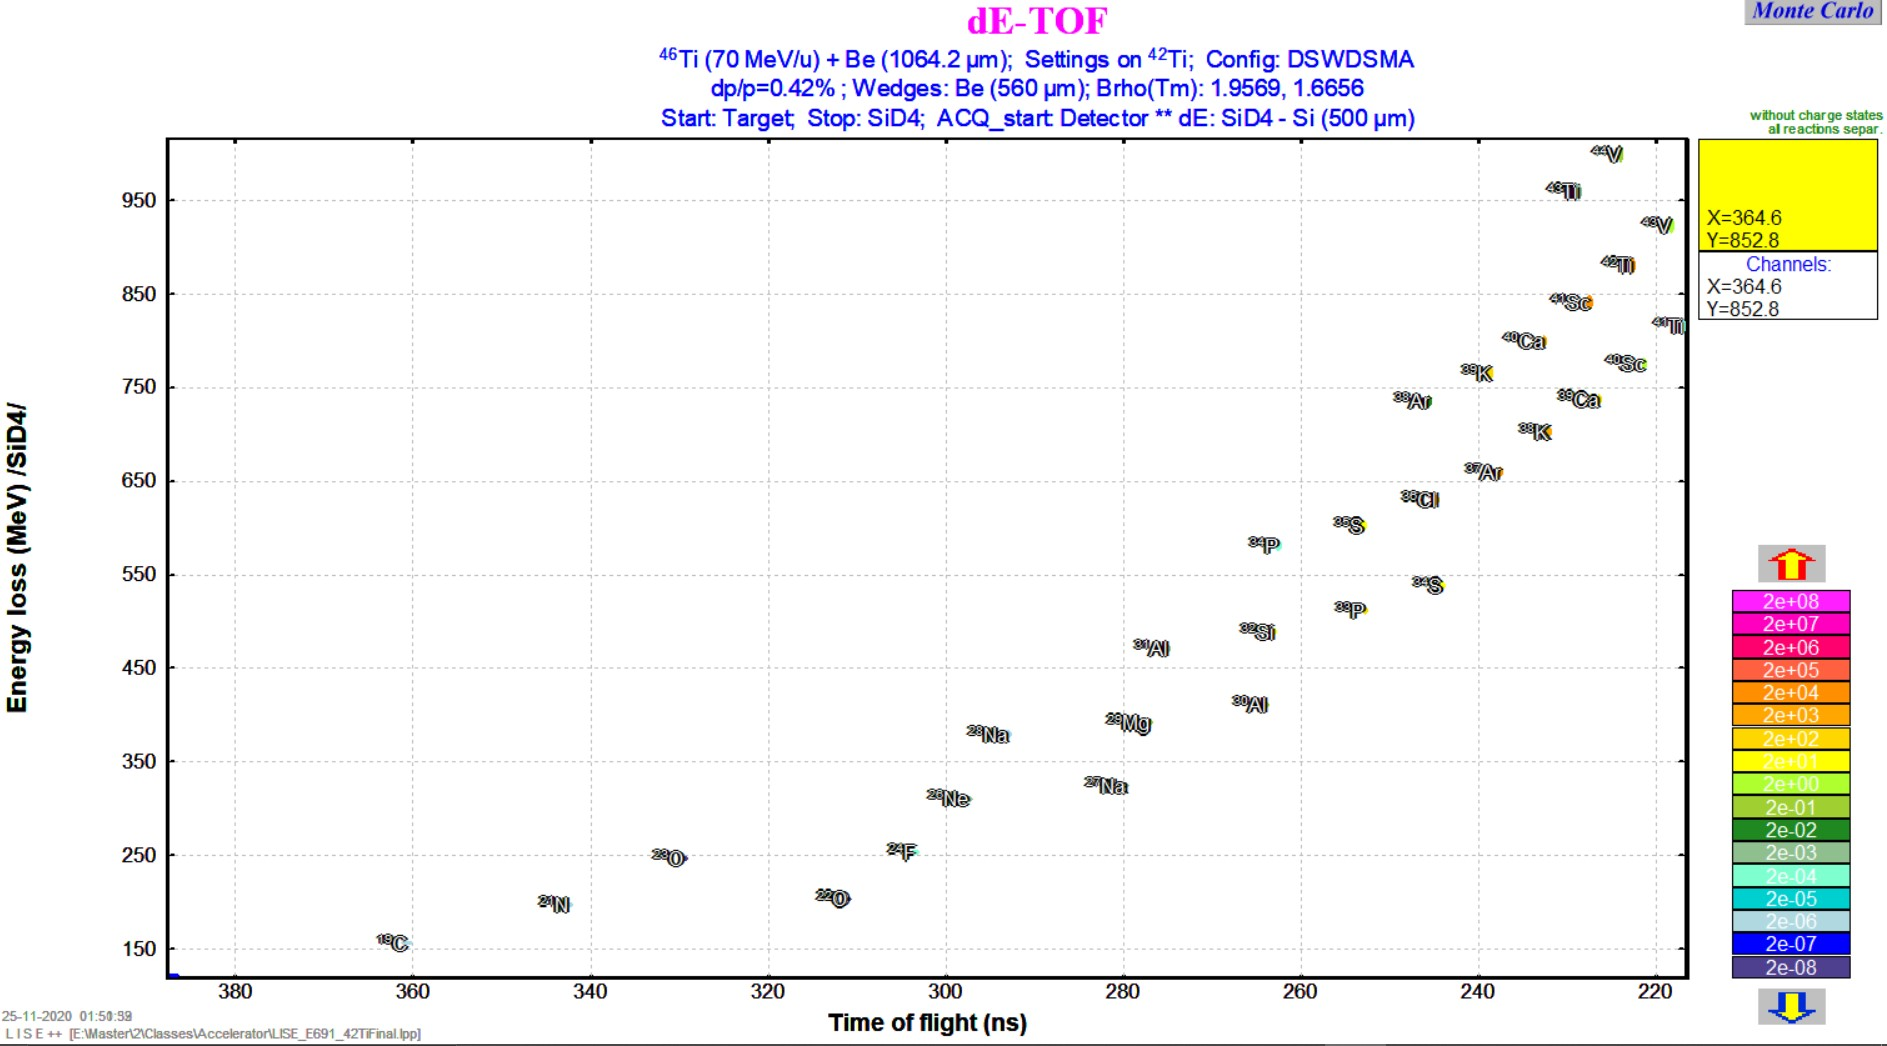 dE-TOF
Monte Carlo
⁴⁶Ti (70 MeV/u) + Be (1064.2 µm); Settings on ⁴²Ti; Config: DSWDSMA
dp/p=0.42% ; Wedges: Be (560 µm); Brho(Tm): 1.9569, 1.6656
Start: Target; Stop: SiD4; ACQ_start: Detector ** dE: SiD4 - Si (500 µm)
without charge states
all reactions separ.
X=364.6
Y=852.8
Channels:
X=364.6
Y=852.8
Energy loss (MeV) /SiD4/
950
850
750
650
550
450
350
250
150
⁴⁴V
⁴³Ti
⁴³V
⁴²Ti
⁴¹Sc
⁴¹Ti
⁴⁰Ca
⁴⁰Sc
³⁹K
³⁹Ca
³⁸Ar
³⁸K
³⁷Ar
³⁶Cl
³⁵S
³⁴P
³⁴S
³³P
³²Si
³¹Al
³⁰Al
²⁹Mg
²⁸Na
²⁷Na
²⁶Ne
²⁴F
²³O
²²O
²¹N
C
2e+08
2e+07
2e+06
2e+05
2e+04
2e+03
2e+02
2e+01
2e+00
2e-01
2e-02
2e-03
2e-04
2e-05
2e-06
2e-07
2e-08
380 360 340 320 300 280 260 240 220
Time of flight (ns)
25-11-2020
L I S E ++ [E:\Master\2\Classes\Accelerator\LISE_E691_42TiFinal.lpp]